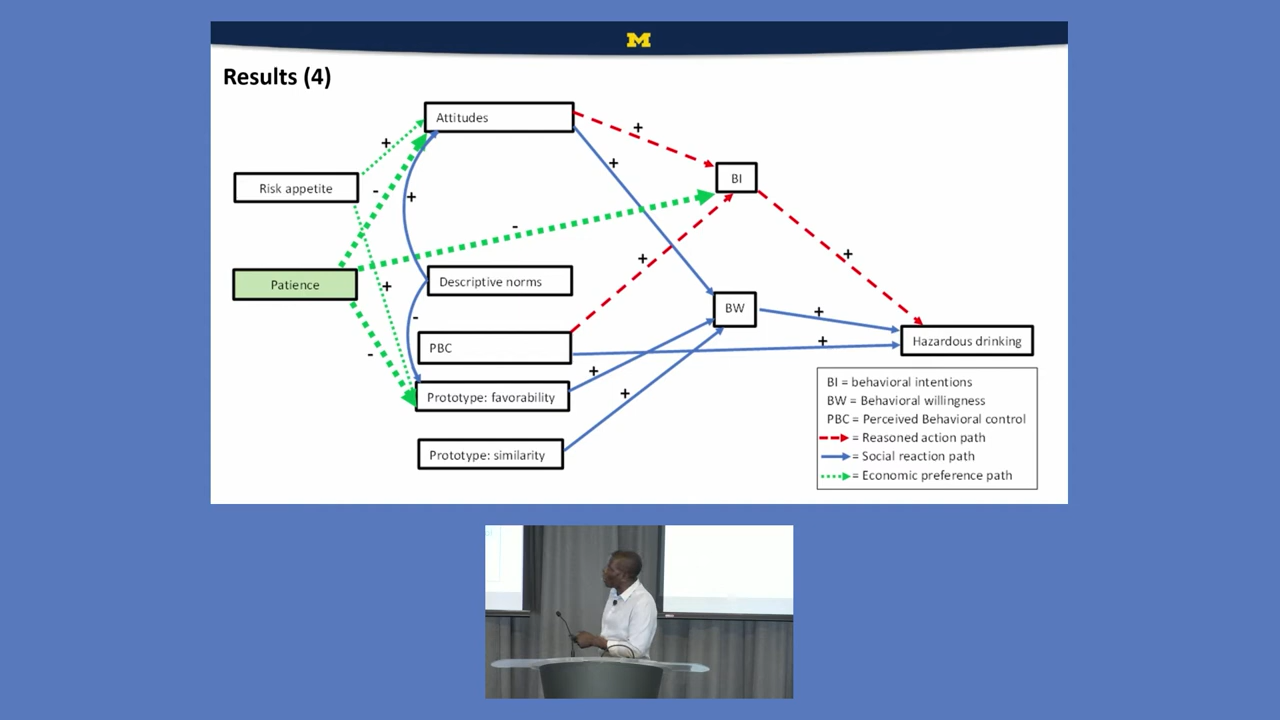 M
Results (4)
Attitudes
+
+
-
+
Risk appetite
BI
+
-
+
+
Patience
Descriptive norms
+
-
BW
+
PBC
+
Hazardous drinking
-
+
Prototype: favorability
+
Prototype: similarity
BI = behavioral intentions
BW = Behavioral willingness
PBC = Perceived Behavioral control
= Reasoned action path
= Social reaction path
= Economic preference path